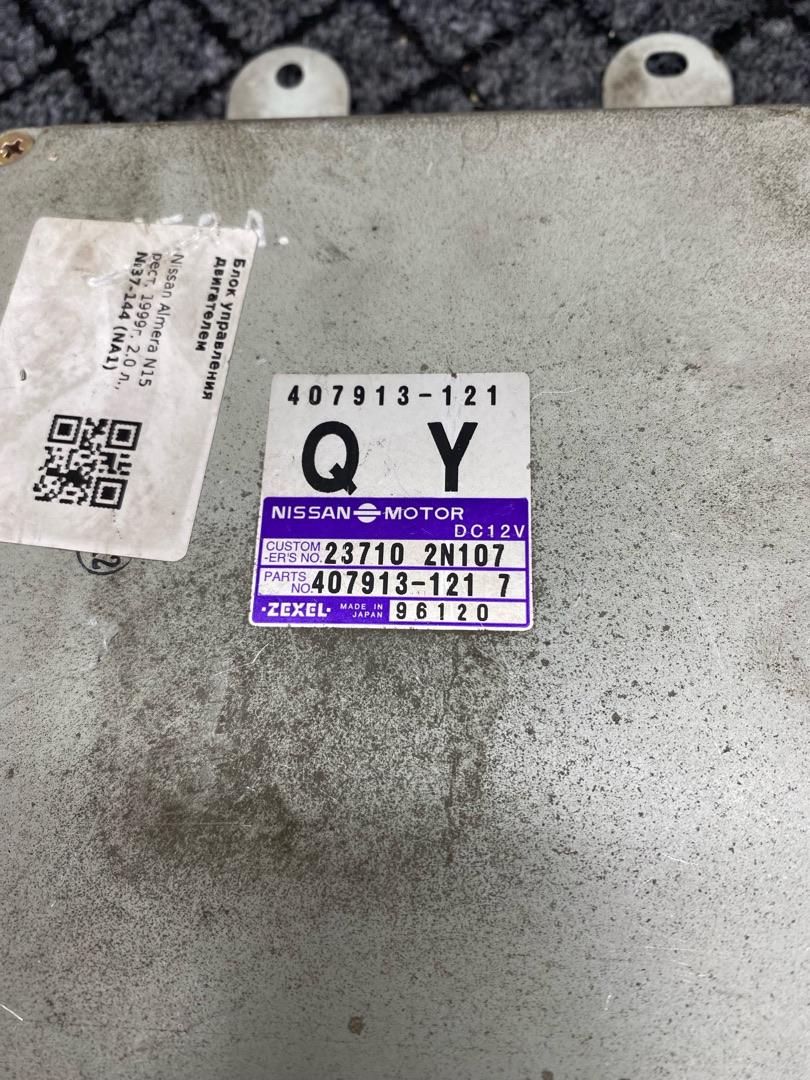 Блок управления
двигателем
Nissan Almera N15
рест. 1999г. 2.0 л.,
№37-144 (NA1)
407913-121
Q Y
NISSAN MOTOR
DC12V
CUSTOM
-ER'S NO. 23710 2N107
PARTS
NO. 407913-121 7
·ZEXEL· MADE IN
JAPAN 96120